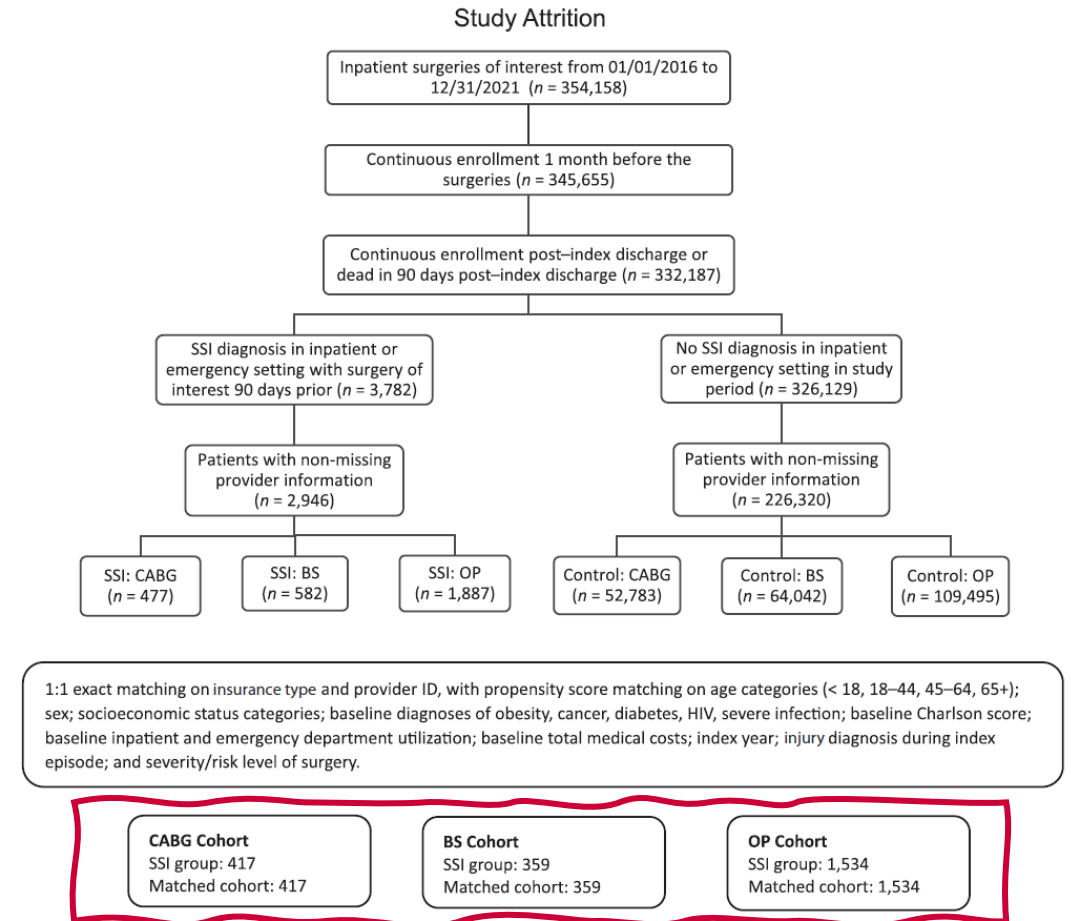 Study Attrition
Inpatient surgeries of interest from 01/01/2016 to
12/31/2021 (n = 354,158)
Continuous enrollment 1 month before the
surgeries (n = 345,655)
Continuous enrollment post–index discharge or
dead in 90 days post–index discharge (n = 332,187)
SSI diagnosis in inpatient or
emergency setting with surgery of
interest 90 days prior (n = 3,782)
No SSI diagnosis in inpatient
or emergency setting in study
period (n = 326,129)
Patients with non-missing
provider information
(n = 2,946)
Patients with non-missing
provider information
(n = 226,320)
SSI: CABG
(n = 477)
SSI: BS
(n = 582)
SSI: OP
(n = 1,887)
Control: CABG
(n = 52,783)
Control: BS
(n = 64,042)
Control: OP
(n = 109,495)
1:1 exact matching on insurance type and provider ID, with propensity score matching on age categories (< 18, 18–44, 45–64, 65+);
sex; socioeconomic status categories; baseline diagnoses of obesity, cancer, diabetes, HIV, severe infection; baseline Charlson score;
baseline inpatient and emergency department utilization; baseline total medical costs; index year; injury diagnosis during index
episode; and severity/risk level of surgery.
CABG Cohort
SSI group: 417
Matched cohort: 417
BS Cohort
SSI group: 359
Matched cohort: 359
OP Cohort
SSI group: 1,534
Matched cohort: 1,534